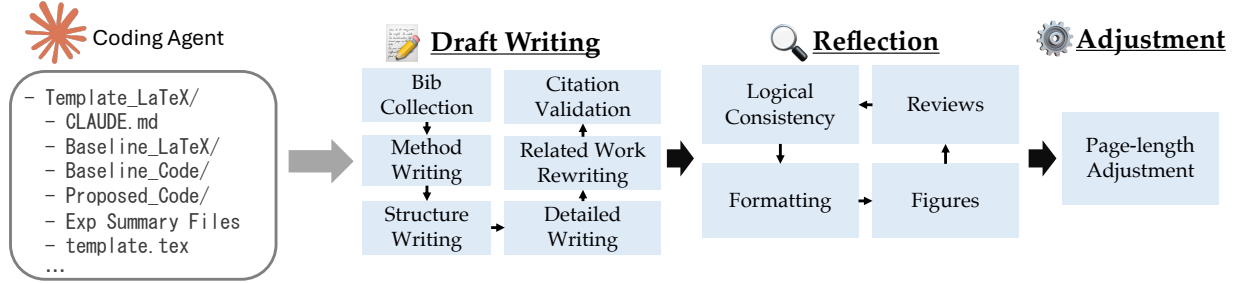 Coding Agent
– Template_LaTeX/
– CLAUDE.md
– Baseline_LaTeX/
– Baseline_Code/
– Proposed_Code/
– Exp Summary Files
– template.tex
…
Draft Writing
Bib
Collection
Method
Writing
Structure
Writing
Detailed
Writing
Related Work
Rewriting
Citation
Validation
Reflection
Logical
Consistency
Formatting
Figures
Reviews
Adjustment
Page-length
Adjustment